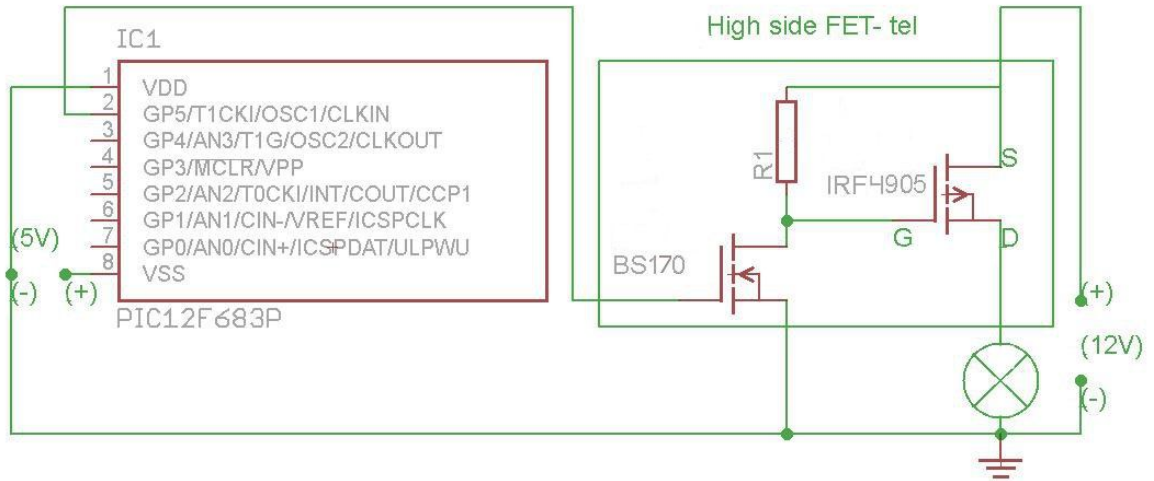 High side FET- tel
IC1
1 VDD
2 GP5/T1CKI/OSC1/CLKIN
3 GP4/AN3/T1G/OSC2/CLKOUT
4 GP3/MCLR/VPP
5 GP2/AN2/T0CKI/INT/COUT/CCP1
6 GP1/AN1/CIN-/VREF/ICSPCLK
7 GP0/AN0/CIN+/ICSPDAT/ULPWU
8 VSS
(5V)
(-) (+)
PIC12F683P
R1
IRF4905
S
G
D
BS170
(+)
(12V)
(-)